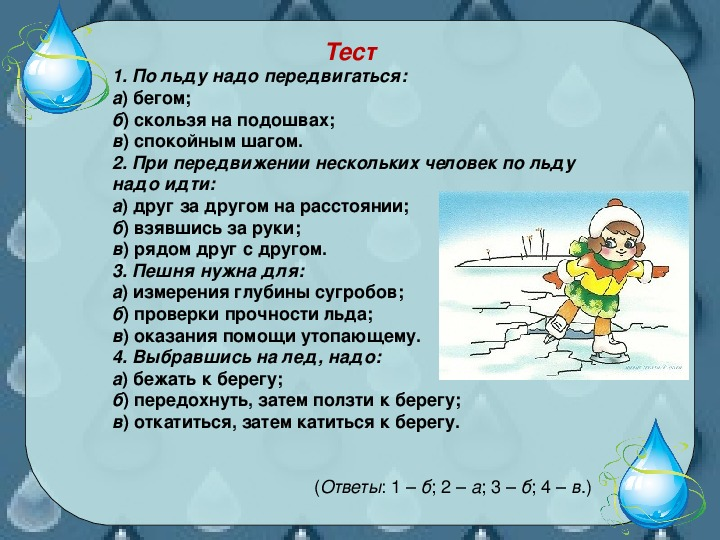 Тест
1. По льду надо передвигаться:
а) бегом;
б) скользя на подошвах;
в) спокойным шагом.
2. При передвижении нескольких человек по льду
надо идти:
а) друг за другом на расстоянии;
б) взявшись за руки;
в) рядом друг с другом.
3. Пешня нужна для:
а) измерения глубины сугробов;
б) проверки прочности льда;
в) оказания помощи утопающему.
4. Выбравшись на лед, надо:
а) бежать к берегу;
б) передохнуть, затем ползти к берегу;
в) откатиться, затем катиться к берегу.
(Ответы: 1 – б; 2 – а; 3 – б; 4 – в.)